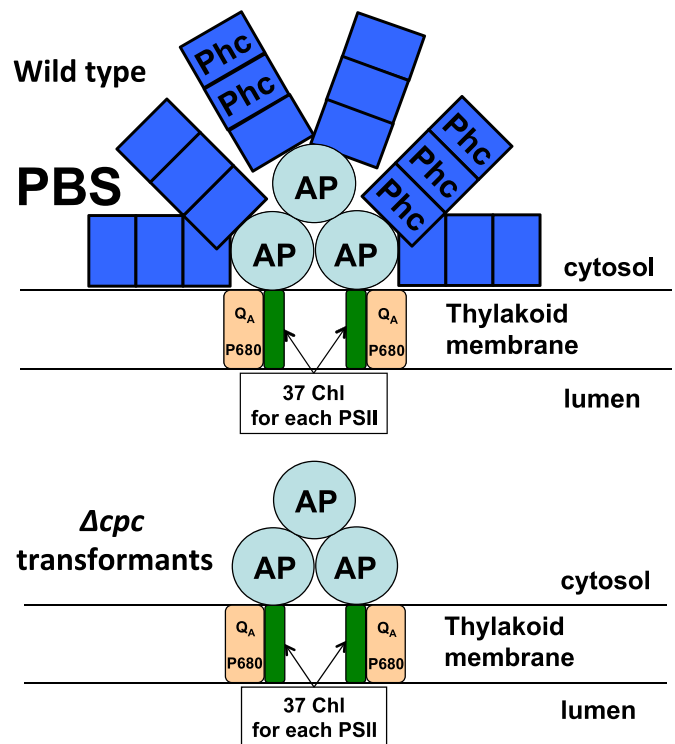 Wild type
Phc
Phc
Phc
Phc
Phc
PBS
AP
AP
AP
cytosol
QA
P680
QA
P680
Thylakoid
membrane
37 Chl
for each PSII
lumen
Δcpc
transformants
AP
AP
AP
cytosol
QA
P680
QA
P680
Thylakoid
membrane
37 Chl
for each PSII
lumen